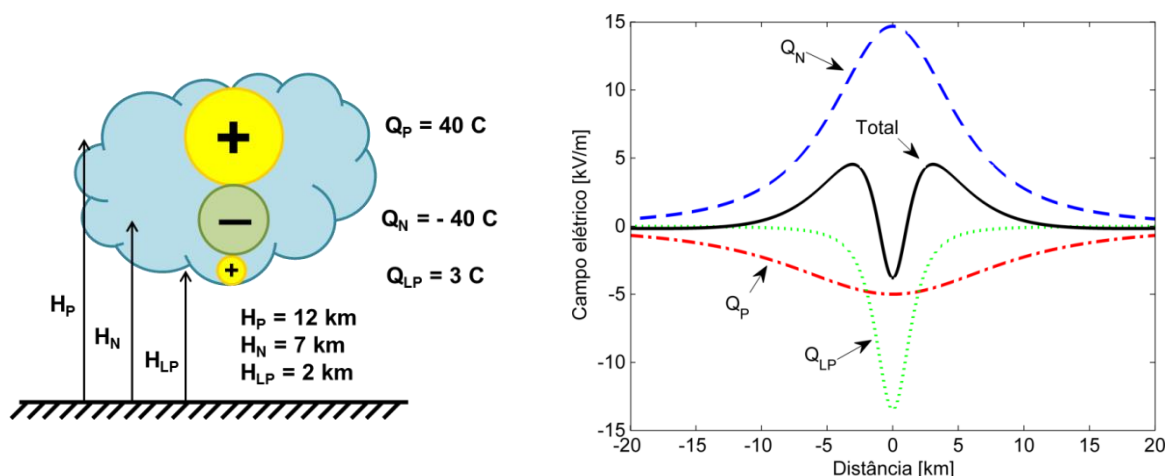 +
Q_P = 40 C
−
Q_N = - 40 C
+
Q_LP = 3 C
H_P
H_N
H_LP
H_P = 12 km
H_N = 7 km
H_LP = 2 km
Campo elétrico [kV/m]
15
10
5
0
-5
-10
-15
Q_N
Total
Q_P
Q_LP
-20 -15 -10 -5 0 5 10 15 20
Distância [km]